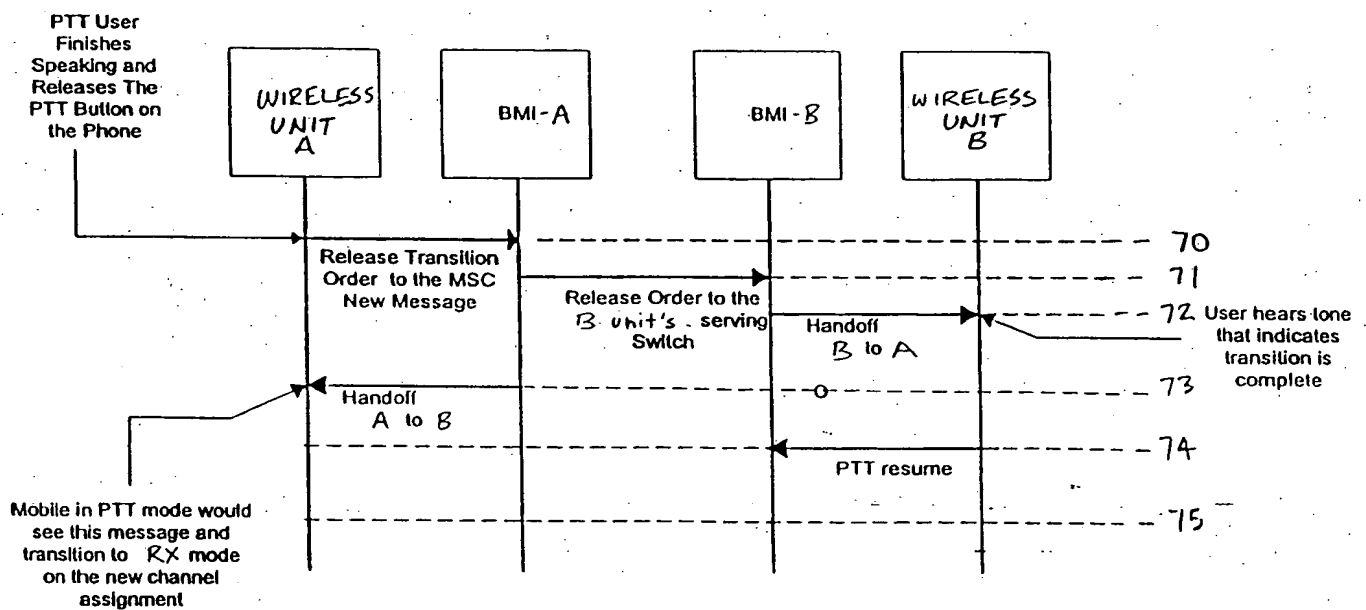 PTT User
Finishes
Speaking and
Releases The
PTT Button on
the Phone
WIRELESS
UNIT
A
BMI-A
BMI-B
WIRELESS
UNIT
B
70
Release Transition
Order to the MSC
New Message
71
Release Order to the
B unit's serving
Switch
72
Handoff
B to A
User hears tone
that indicates
transition is
complete
73
Handoff
A to B
74
PTT resume
Mobile in PTT mode would
see this message and
transition to RX mode
on the new channel
assignment
75